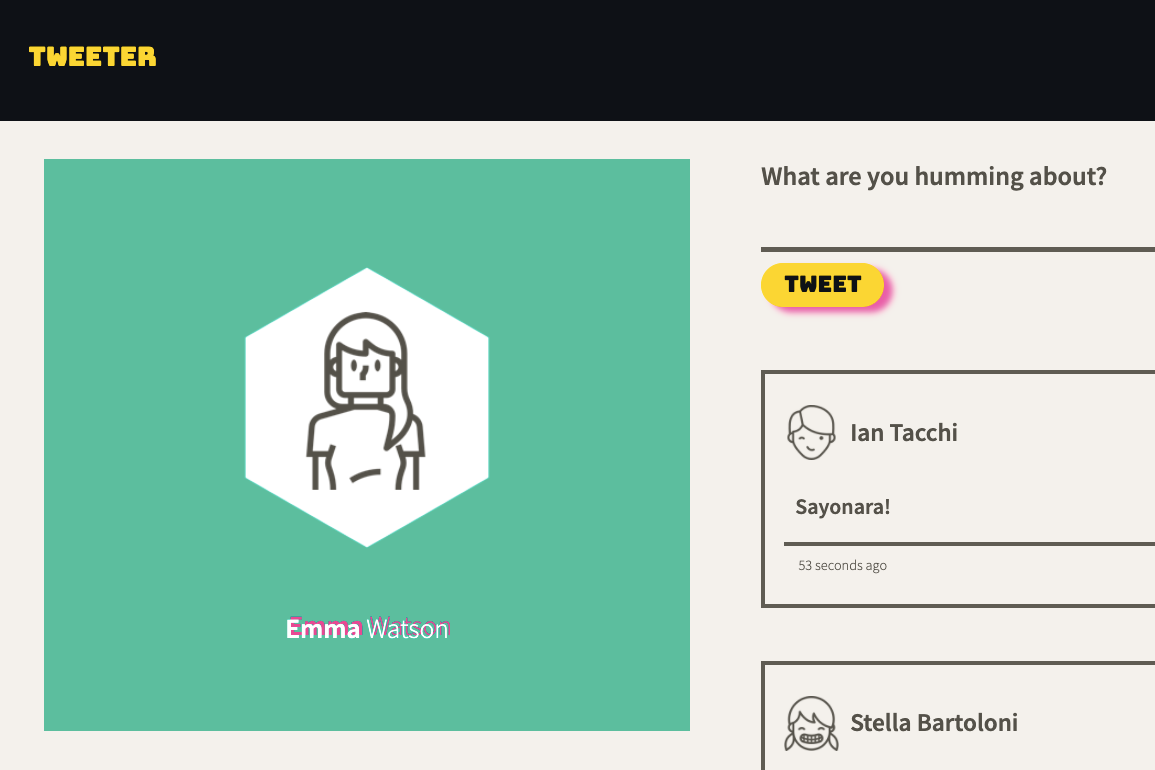 TWEETER
Emma Watson
What are you humming about?
TWEET
Ian Tacchi
Sayonara!
53 seconds ago
Stella Bartoloni